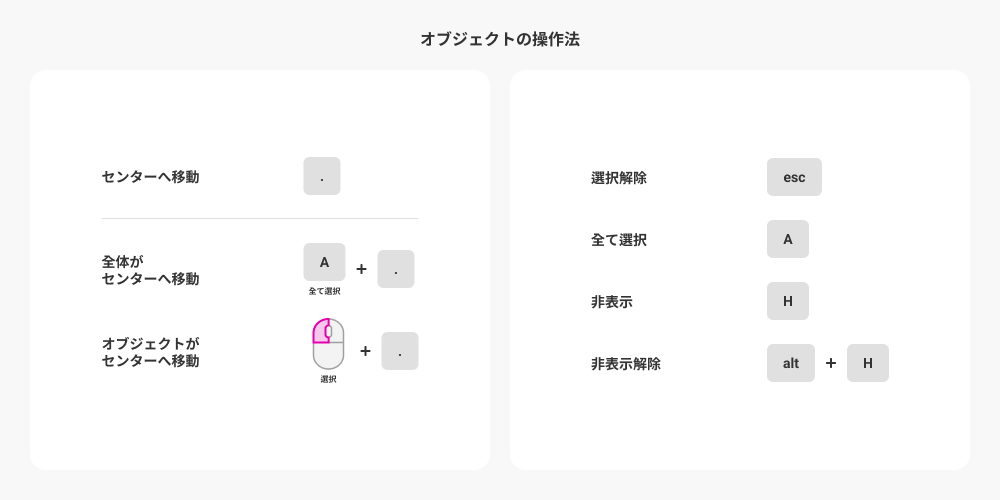 オブジェクトの操作法
センターへ移動
.
全体が
センターへ移動
A
+
.
全て選択
オブジェクトが
センターへ移動
+
.
選択
選択解除
esc
全て選択
A
非表示
H
非表示解除
alt
+
H